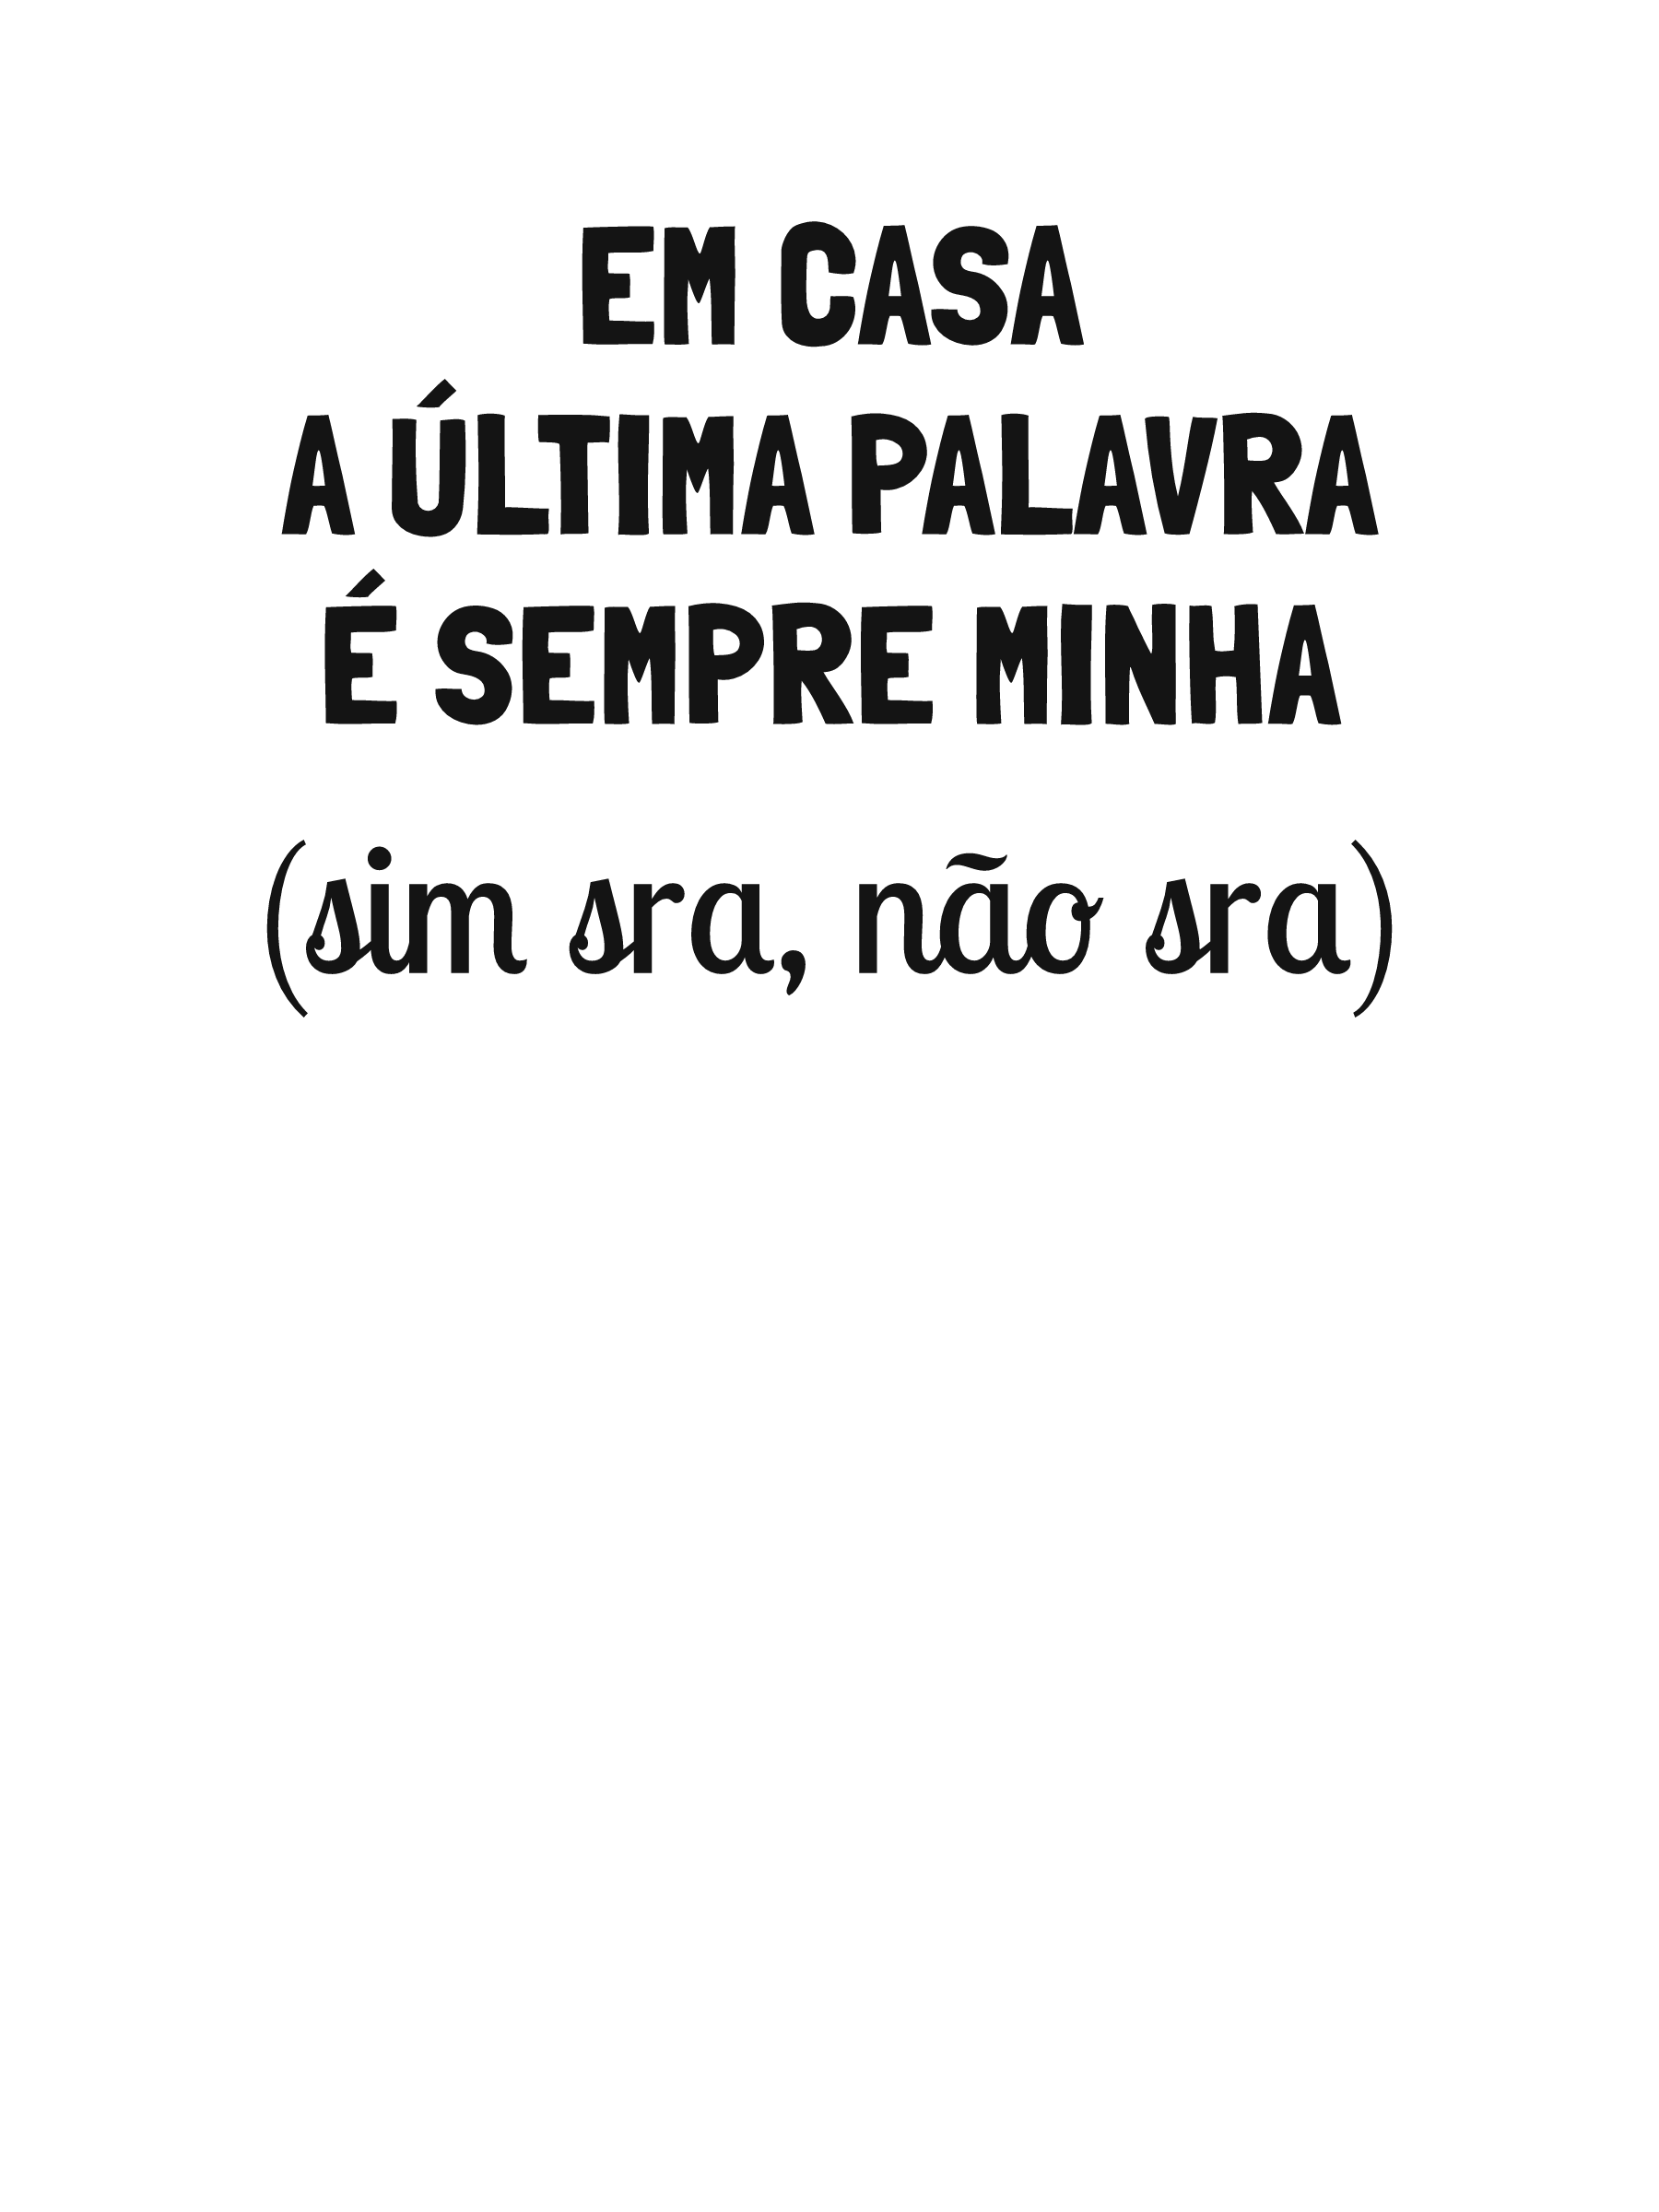 EM CASA
A ÚLTIMA PALAVRA
É SEMPRE MINHA
(sim sra, não sra)